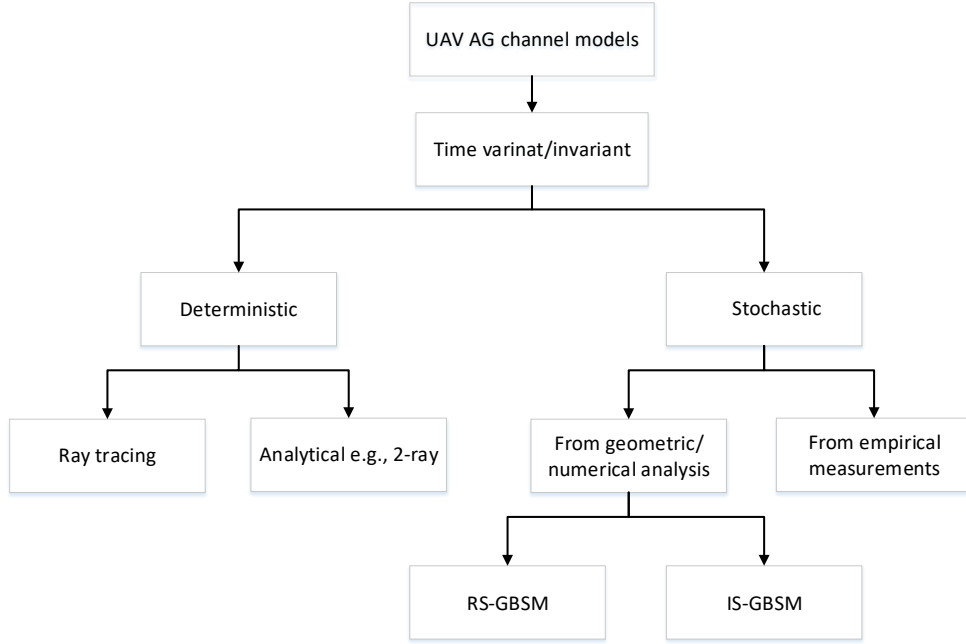 UAV AG channel models
Time varinat/invariant
Deterministic
Stochastic
Ray tracing
Analytical e.g., 2-ray
From geometric/
numerical analysis
From empirical
measurements
RS-GBSM
IS-GBSM